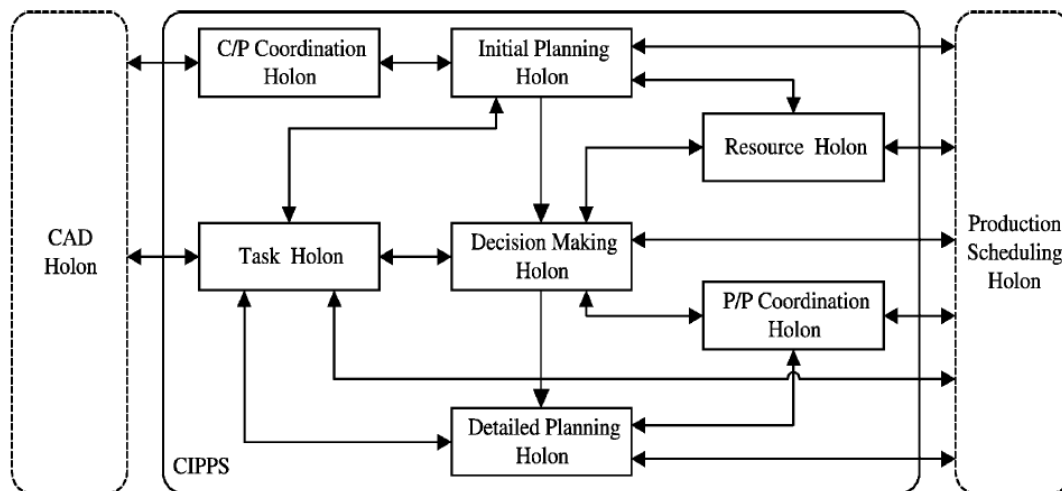 C/P Coordination
Holon
Initial Planning
Holon
Resource Holon
CAD
Holon
Task Holon
Decision Making
Holon
Production
Scheduling
Holon
P/P Coordination
Holon
Detailed Planning
Holon
CIPPS